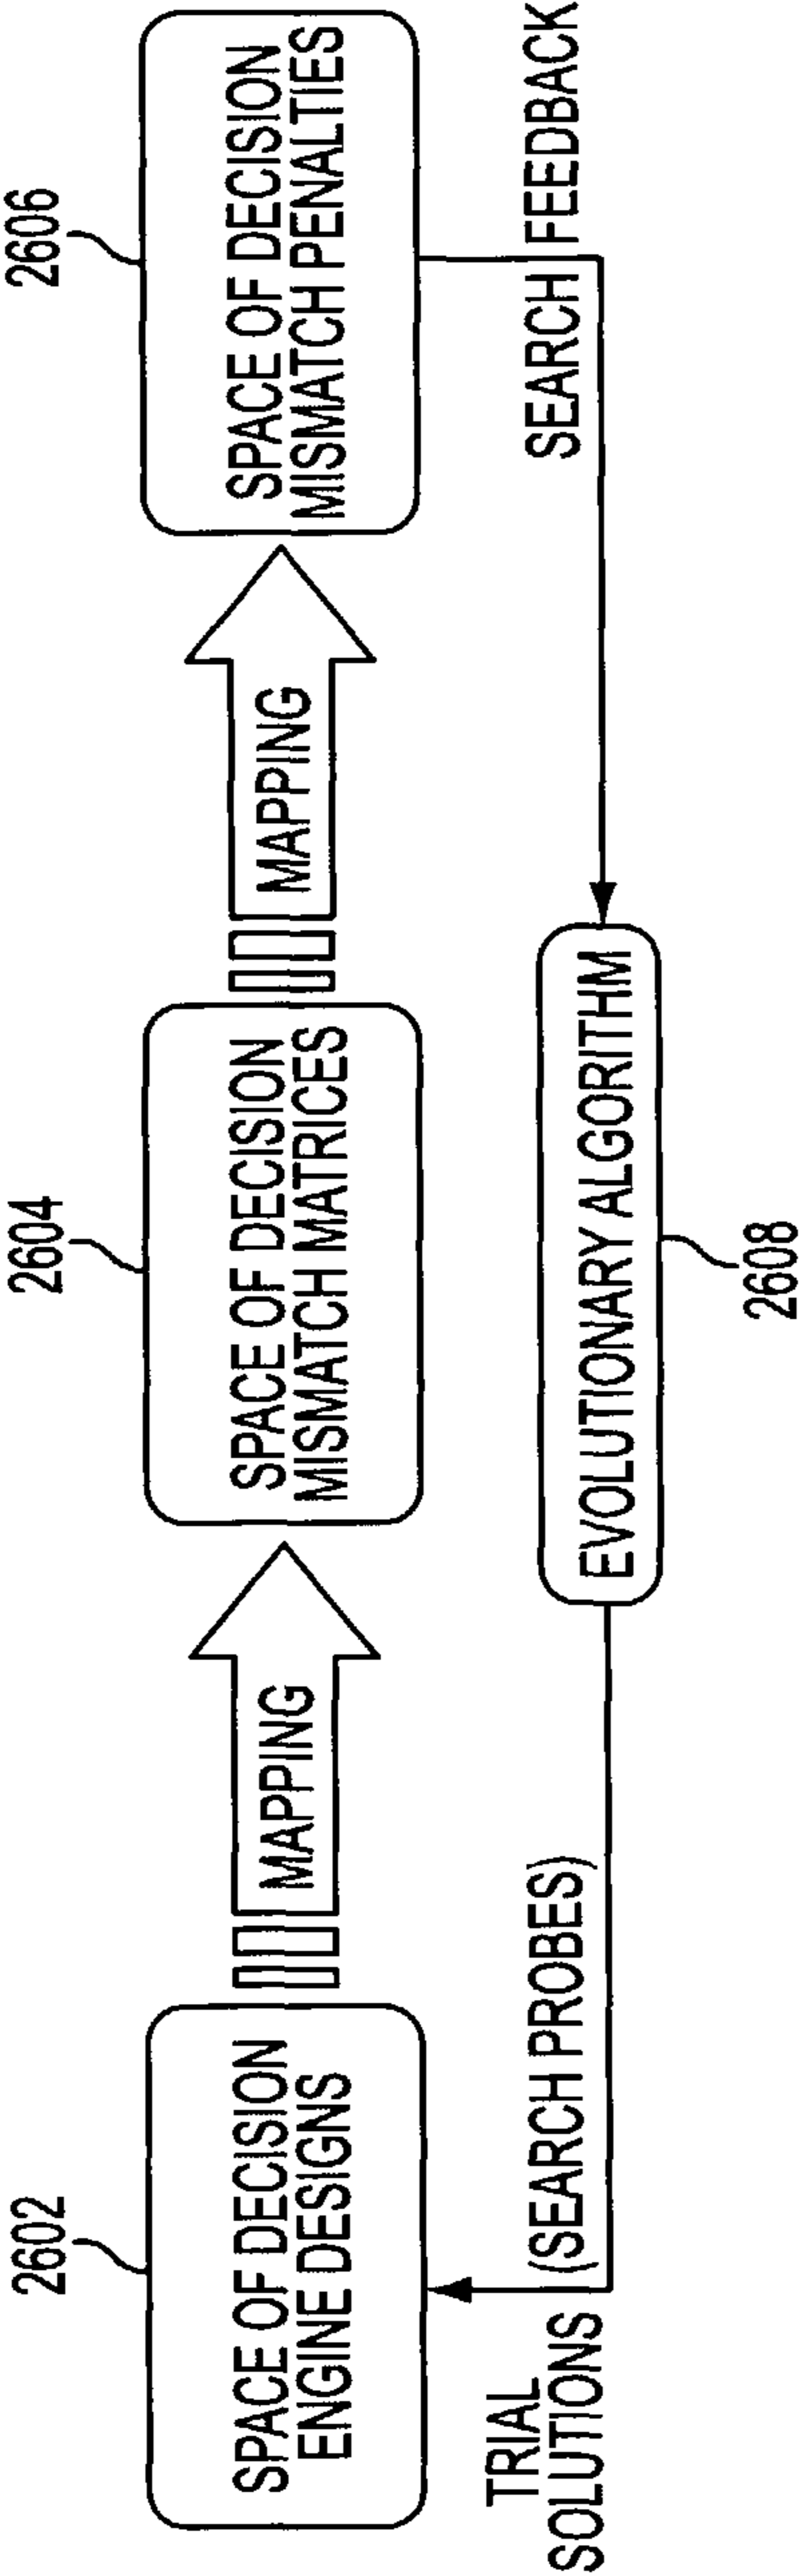 2602
SPACE OF DECISION
ENGINE DESIGNS
MAPPING
2604
SPACE OF DECISION
MISMATCH MATRICES
MAPPING
2606
SPACE OF DECISION
MISMATCH PENALTIES
TRIAL
SOLUTIONS
(SEARCH PROBES)
EVOLUTIONARY ALGORITHM
2608
SEARCH FEEDBACK